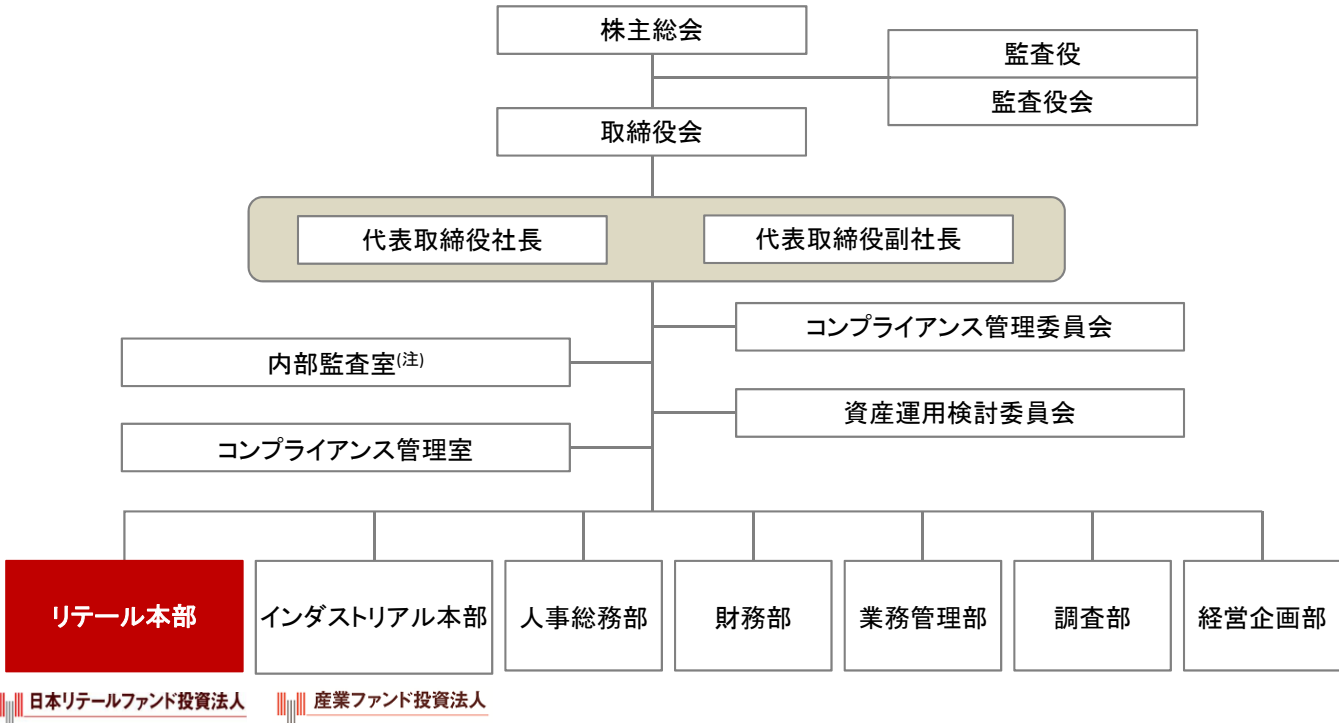 株主総会
監査役
監査役会
取締役会
代表取締役社長
代表取締役副社長
コンプライアンス管理委員会
内部監査室(注)
資産運用検討委員会
コンプライアンス管理室
リテール本部
インダストリアル本部
人事総務部
財務部
業務管理部
調査部
経営企画部
日本リテールファンド投資法人
産業ファンド投資法人